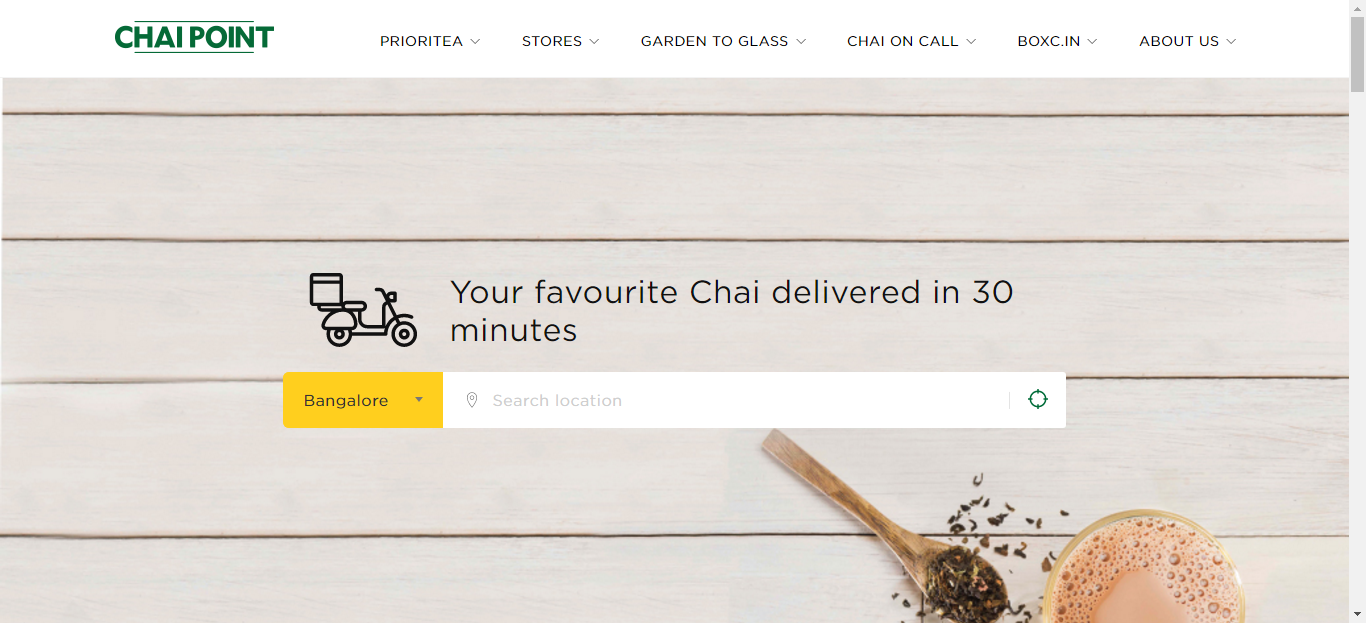 CHAI POINT
PRIORITEA
STORES
GARDEN TO GLASS
CHAI ON CALL
BOXC.IN
ABOUT US
Your favourite Chai delivered in 30
minutes
Bangalore
Search location